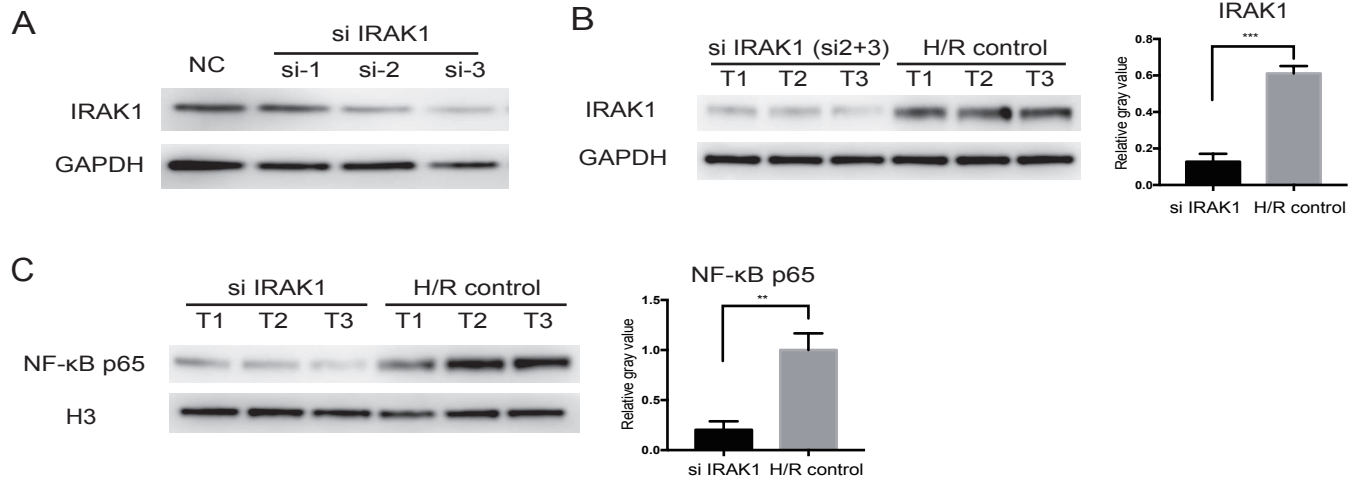 A
si IRAK1
NC si-1 si-2 si-3
IRAK1
GAPDH
B
si IRAK1 (si2+3) H/R control
T1 T2 T3 T1 T2 T3
IRAK1
GAPDH
IRAK1
***
Relative gray value
0.8
0.6
0.4
0.2
0.0
si IRAK1 H/R control
C
si IRAK1 H/R control
T1 T2 T3 T1 T2 T3
NF-κB p65
H3
NF-κB p65
**
Relative gray value
1.5
1.0
0.5
0.0
si IRAK1 H/R control